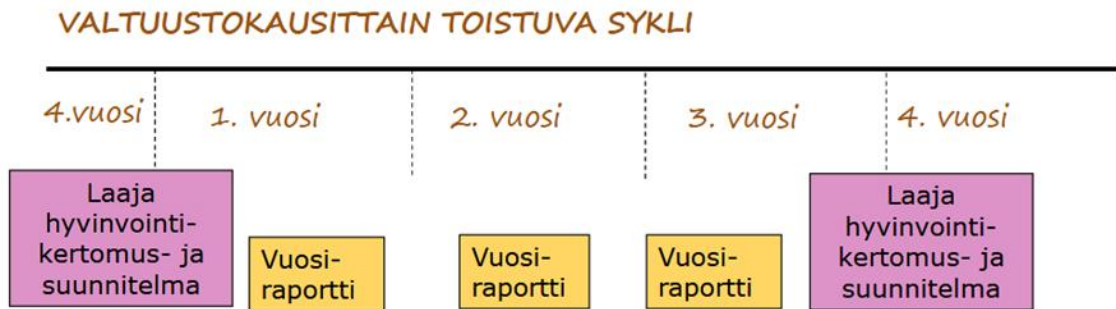 VALTUUSTOKAUSITTAIN TOISTUVA SYKLI
4.vuosi
1. vuosi
2. vuosi
3. vuosi
4. vuosi
Laaja
hyvinvointi-
kertomus- ja
suunnitelma
Vuosi-
raportti
Vuosi-
raportti
Vuosi-
raportti
Laaja
hyvinvointi-
kertomus- ja
suunnitelma